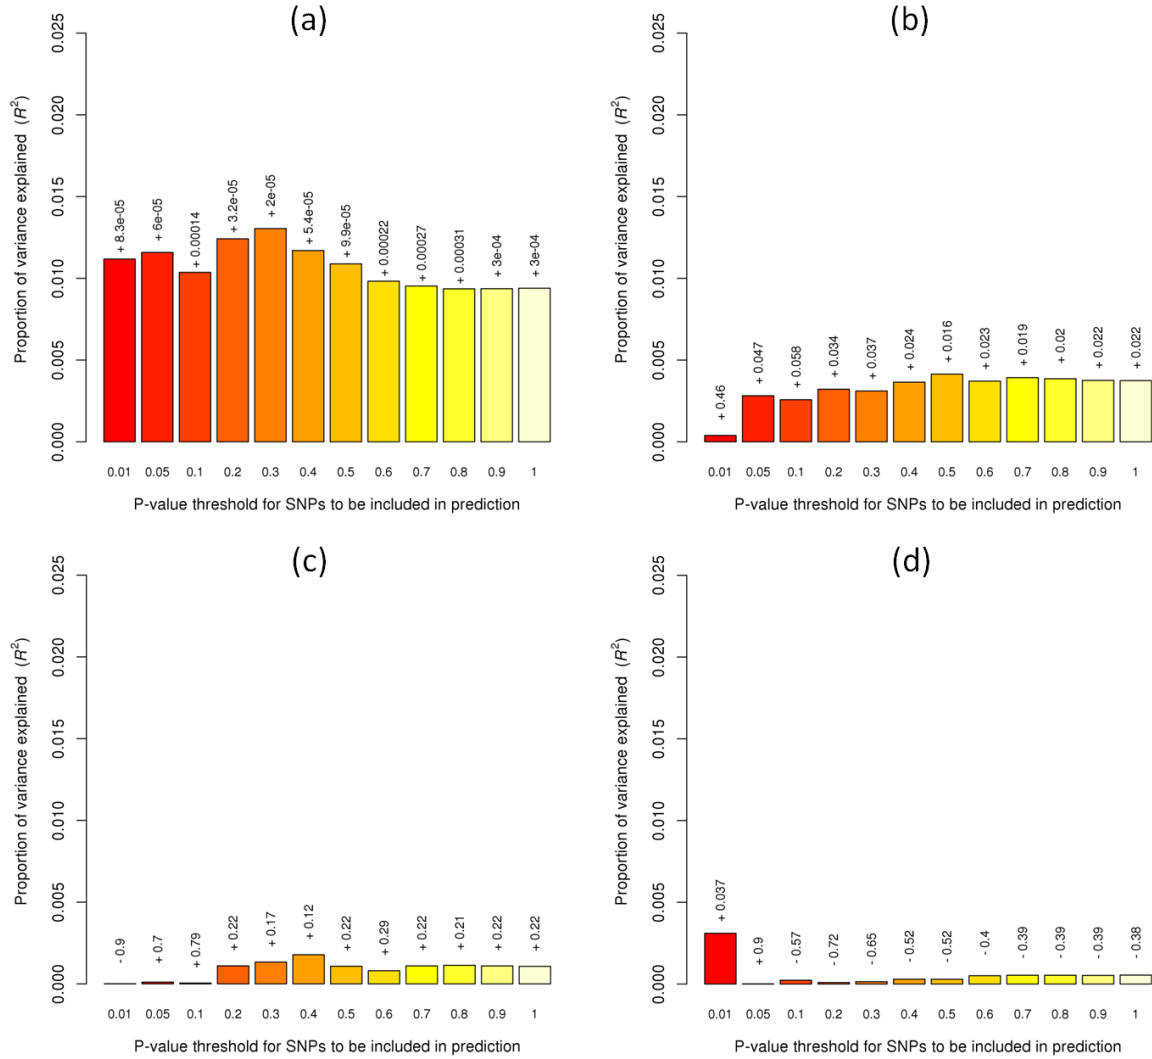 (a)
Proportion of variance explained (R²)
0.025
0.020
0.015
0.010
0.005
0.000
+ 8.3e-05
+ 6e-05
+ 0.00014
+ 3.2e-05
+ 2e-05
+ 5.4e-05
+ 9.9e-05
+ 0.00022
+ 0.00027
+ 0.00031
+ 3e-04
+ 3e-04
0.01 0.05 0.1 0.2 0.3 0.4 0.5 0.6 0.7 0.8 0.9 1
P-value threshold for SNPs to be included in prediction
(b)
Proportion of variance explained (R²)
0.025
0.020
0.015
0.010
0.005
0.000
+ 0.46
+ 0.047
+ 0.058
+ 0.034
+ 0.037
+ 0.024
+ 0.016
+ 0.023
+ 0.019
+ 0.02
+ 0.022
+ 0.022
0.01 0.05 0.1 0.2 0.3 0.4 0.5 0.6 0.7 0.8 0.9 1
P-value threshold for SNPs to be included in prediction
(c)
Proportion of variance explained (R²)
0.025
0.020
0.015
0.010
0.005
0.000
- 0.9
+ 0.7
+ 0.79
+ 0.22
+ 0.17
+ 0.12
+ 0.22
+ 0.29
+ 0.22
+ 0.21
+ 0.22
+ 0.22
0.01 0.05 0.1 0.2 0.3 0.4 0.5 0.6 0.7 0.8 0.9 1
P-value threshold for SNPs to be included in prediction
(d)
Proportion of variance explained (R²)
0.025
0.020
0.015
0.010
0.005
0.000
+ 0.037
+ 0.9
- 0.57
- 0.72
- 0.65
- 0.52
- 0.52
- 0.4
- 0.39
- 0.39
- 0.39
- 0.38
0.01 0.05 0.1 0.2 0.3 0.4 0.5 0.6 0.7 0.8 0.9 1
P-value threshold for SNPs to be included in prediction